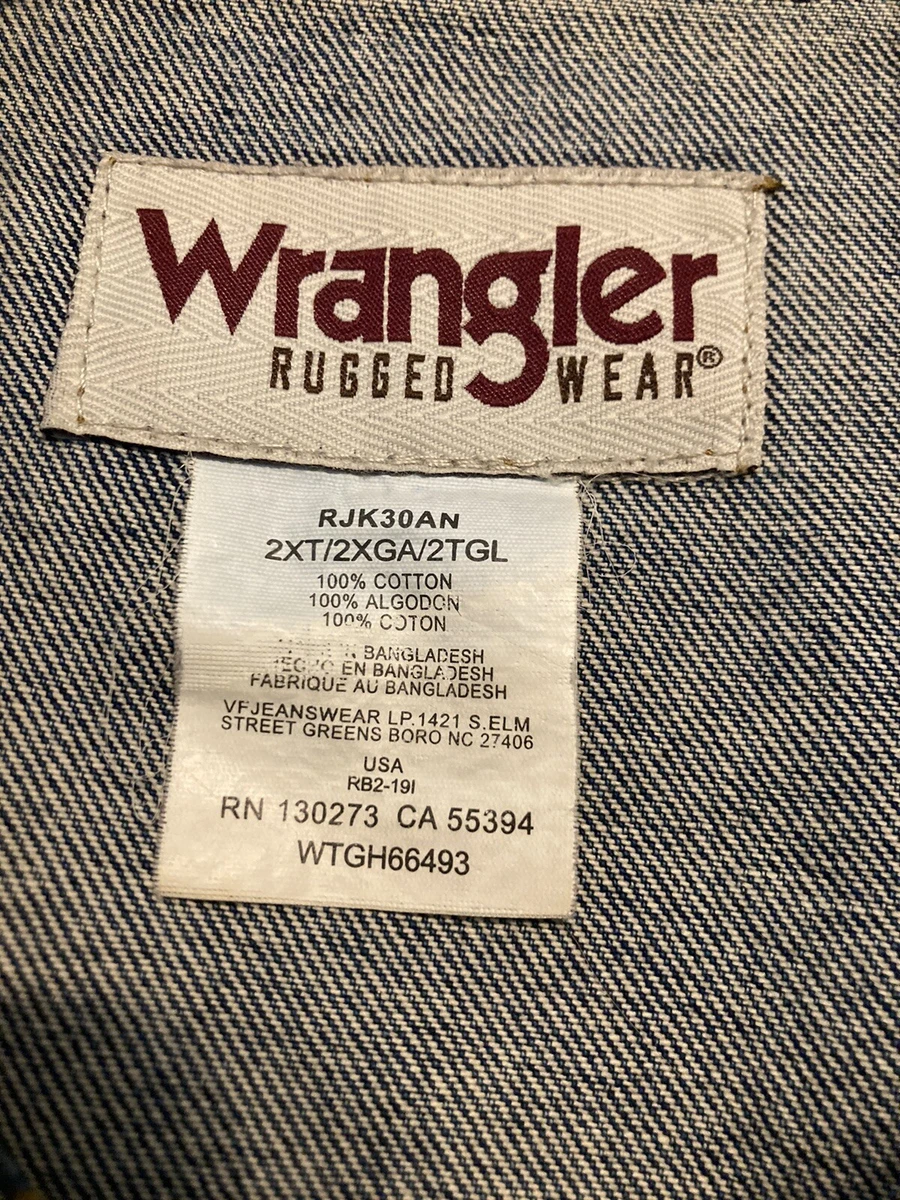 Wrangler
RUGGED WEAR®
RJK30AN
2XT/2XGA/2TGL
100% COTTON
100% ALGODON
100% COTON
BANGLADESH
EN BANGLADESH
FABRIQUE AU BANGLADESH
VFJEANSWEAR LP.1421 S.ELM
STREET GREENS BORO NC 27406
USA
RB2-19I
RN 130273 CA 55394
WTGH66493